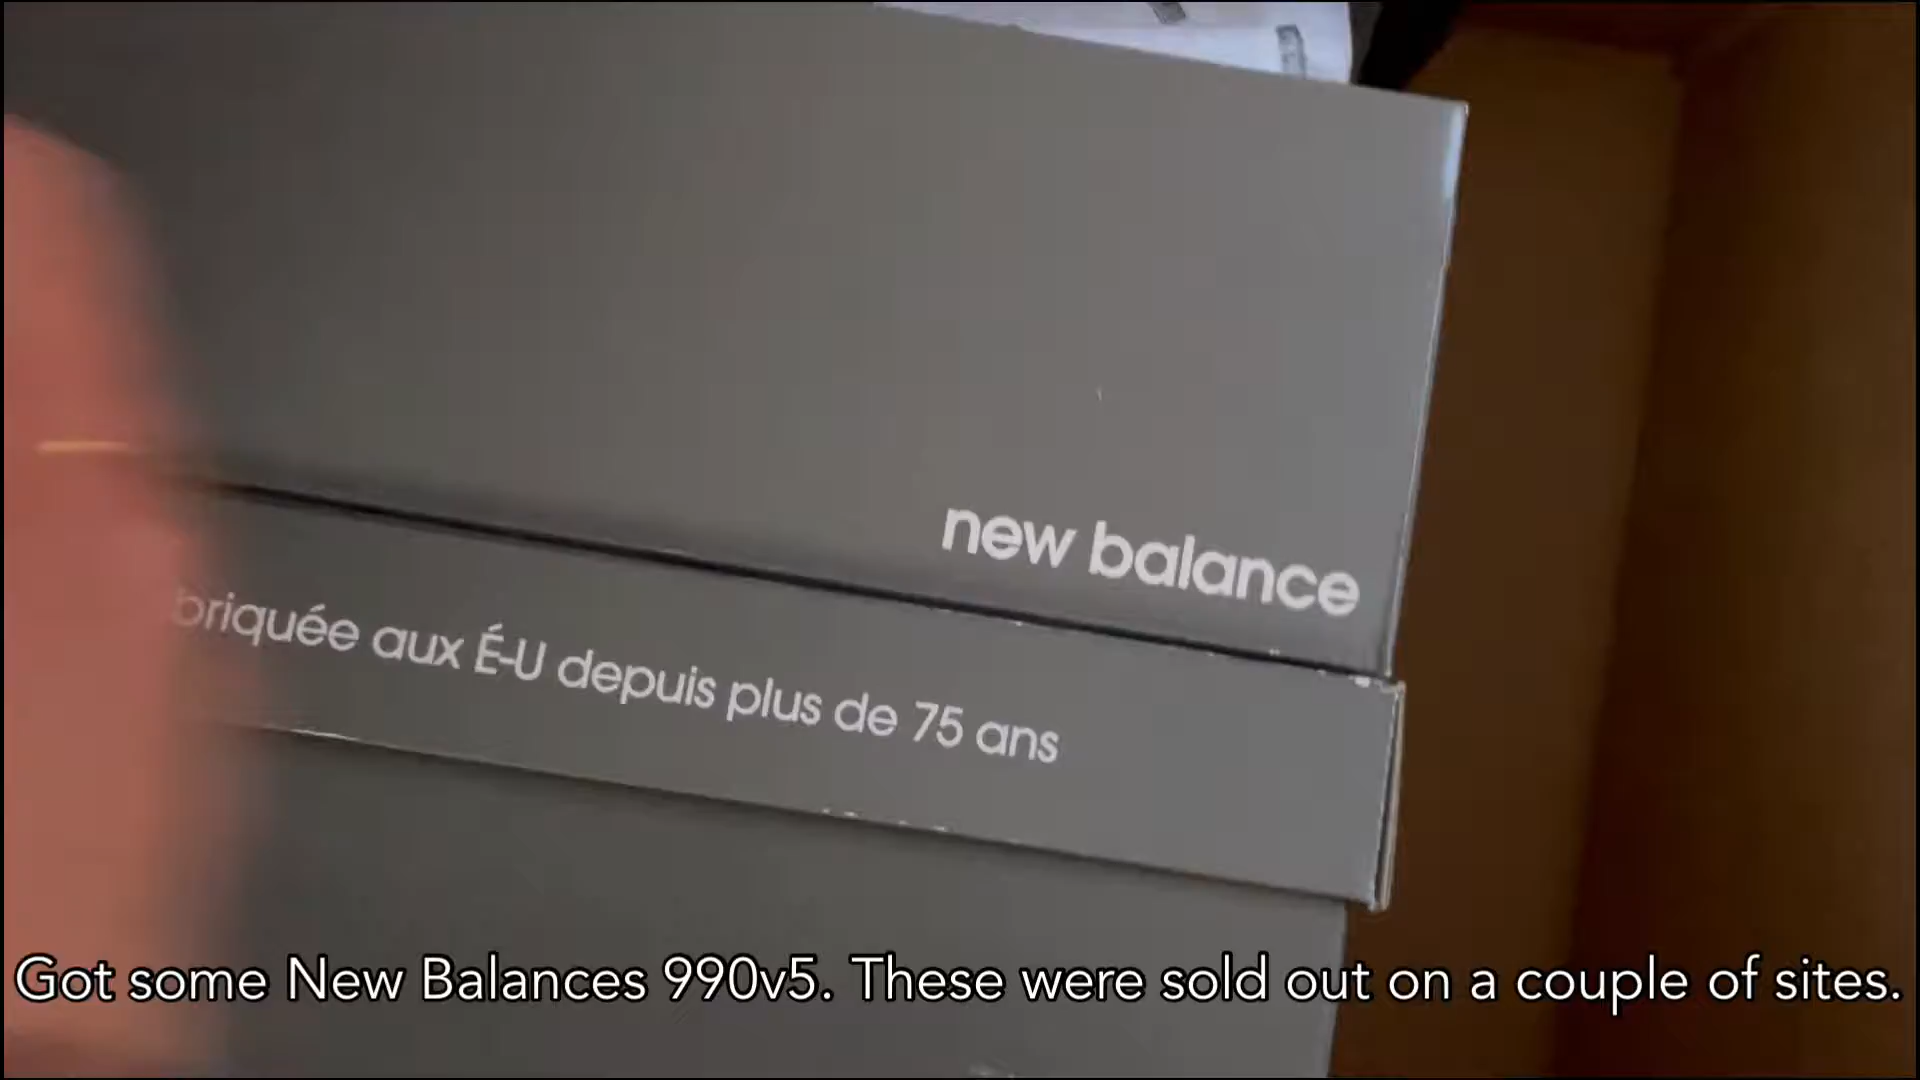 new balance
briquée aux É-U depuis plus de 75 ans
Got some New Balances 990v5. These were sold out on a couple of sites.